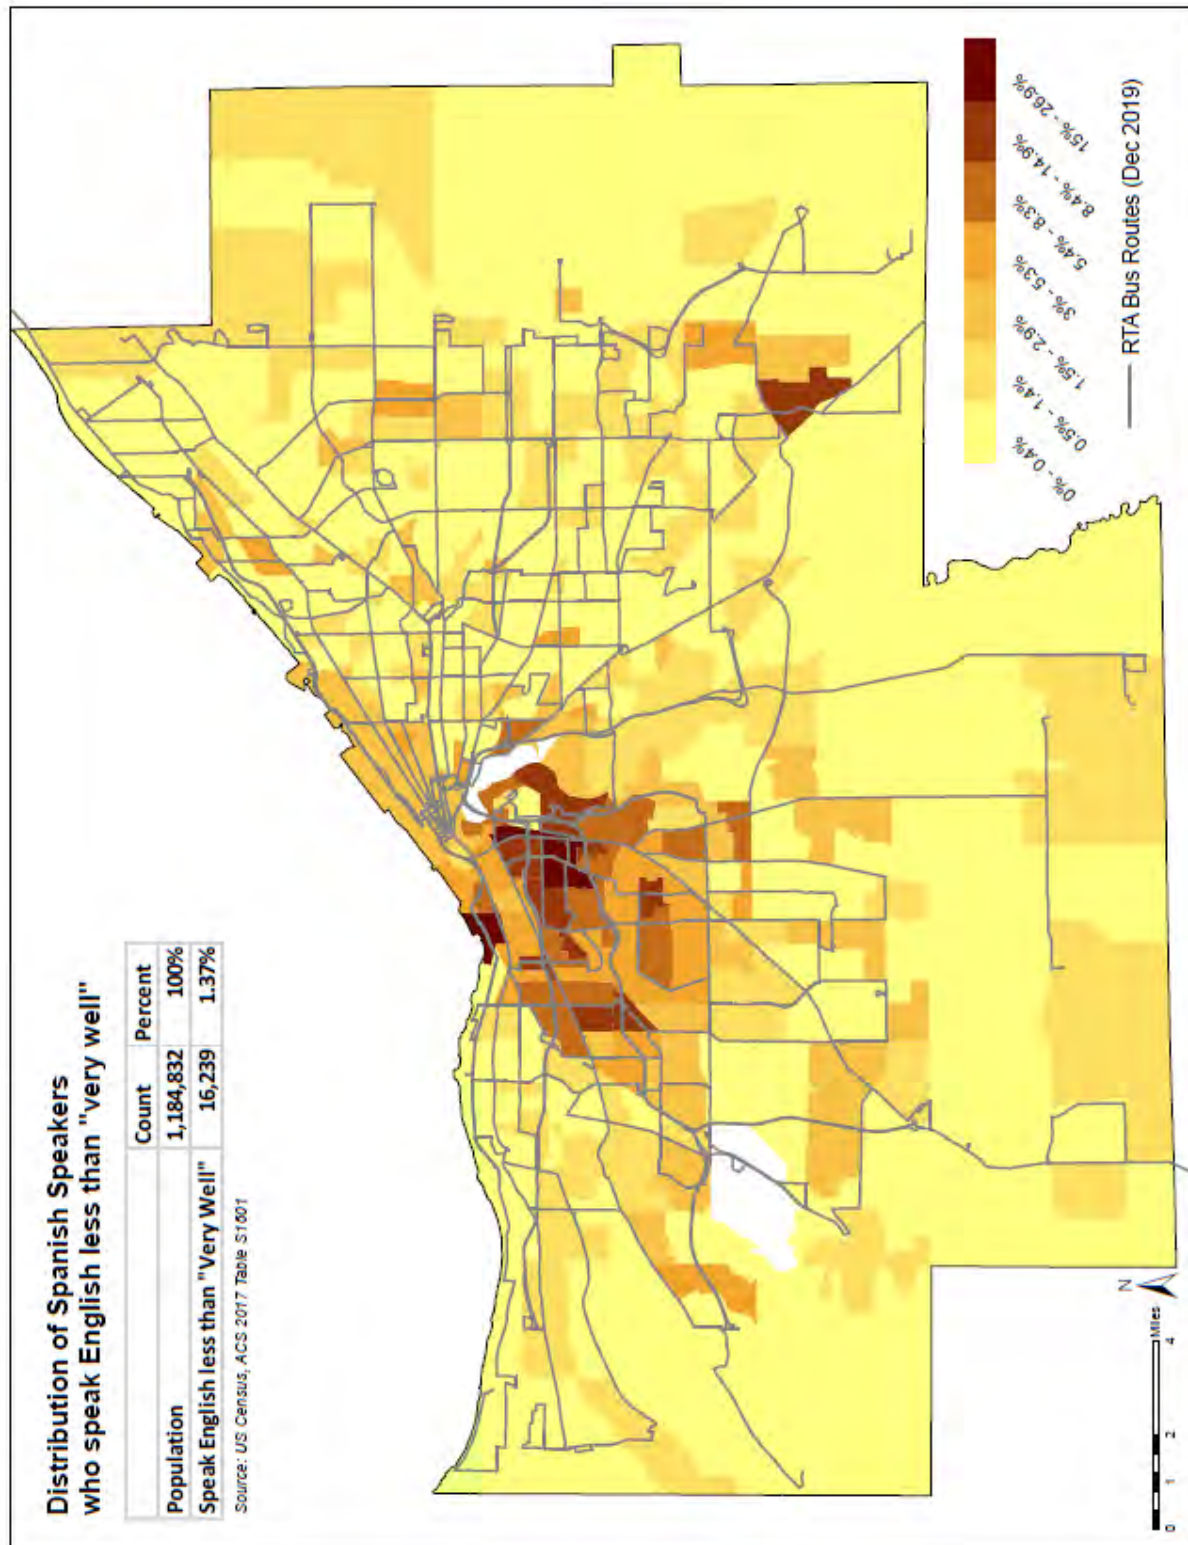 Distribution of Spanish Speakers
who speak English less than "very well"
Count Percent
Population 1,184,832 100%
Speak English less than "Very Well" 16,239 1.37%
Source: US Census, ACS 2017 Table S1601
0% - 0.4%
0.5% - 1.4%
1.5% - 2.9%
3% - 5.3%
5.4% - 8.3%
8.4% - 14.9%
15% - 26.9%
RTA Bus Routes (Dec 2019)
N
Miles
0 1 2 4